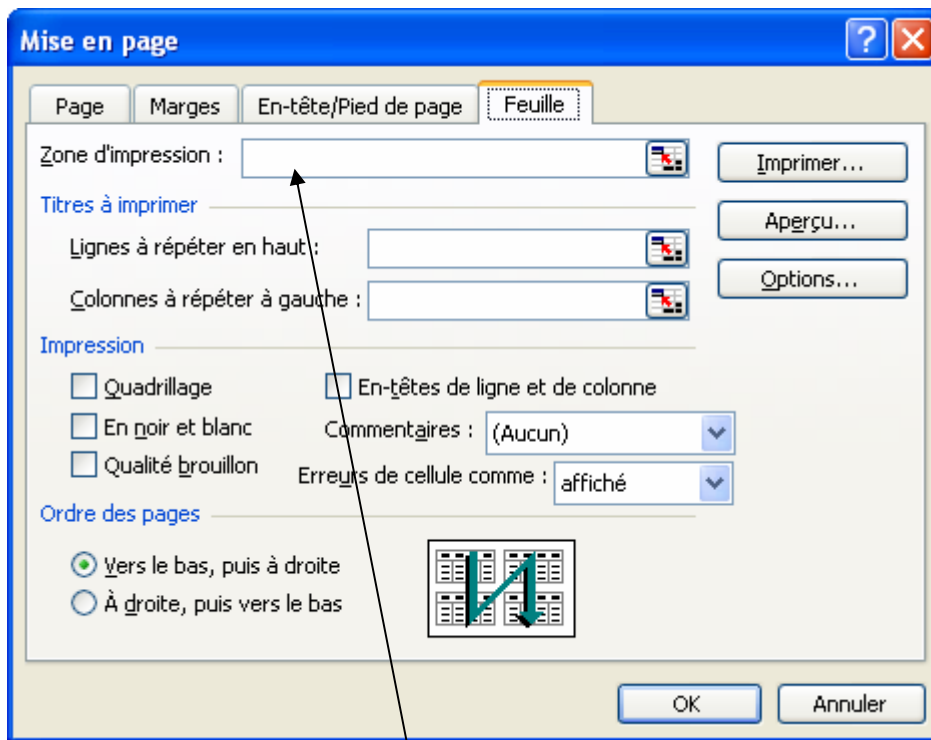 Mise en page
Page Marges En-tête/Pied de page Feuille
Zone d'impression :
Imprimer...
Titres à imprimer
Aperçu...
Lignes à répéter en haut :
Options...
Colonnes à répéter à gauche :
Impression
Quadrillage En-têtes de ligne et de colonne
En noir et blanc Commentaires : (Aucun)
Qualité brouillon Erreurs de cellule comme : affiché
Ordre des pages
Vers le bas, puis à droite
À droite, puis vers le bas
OK Annuler